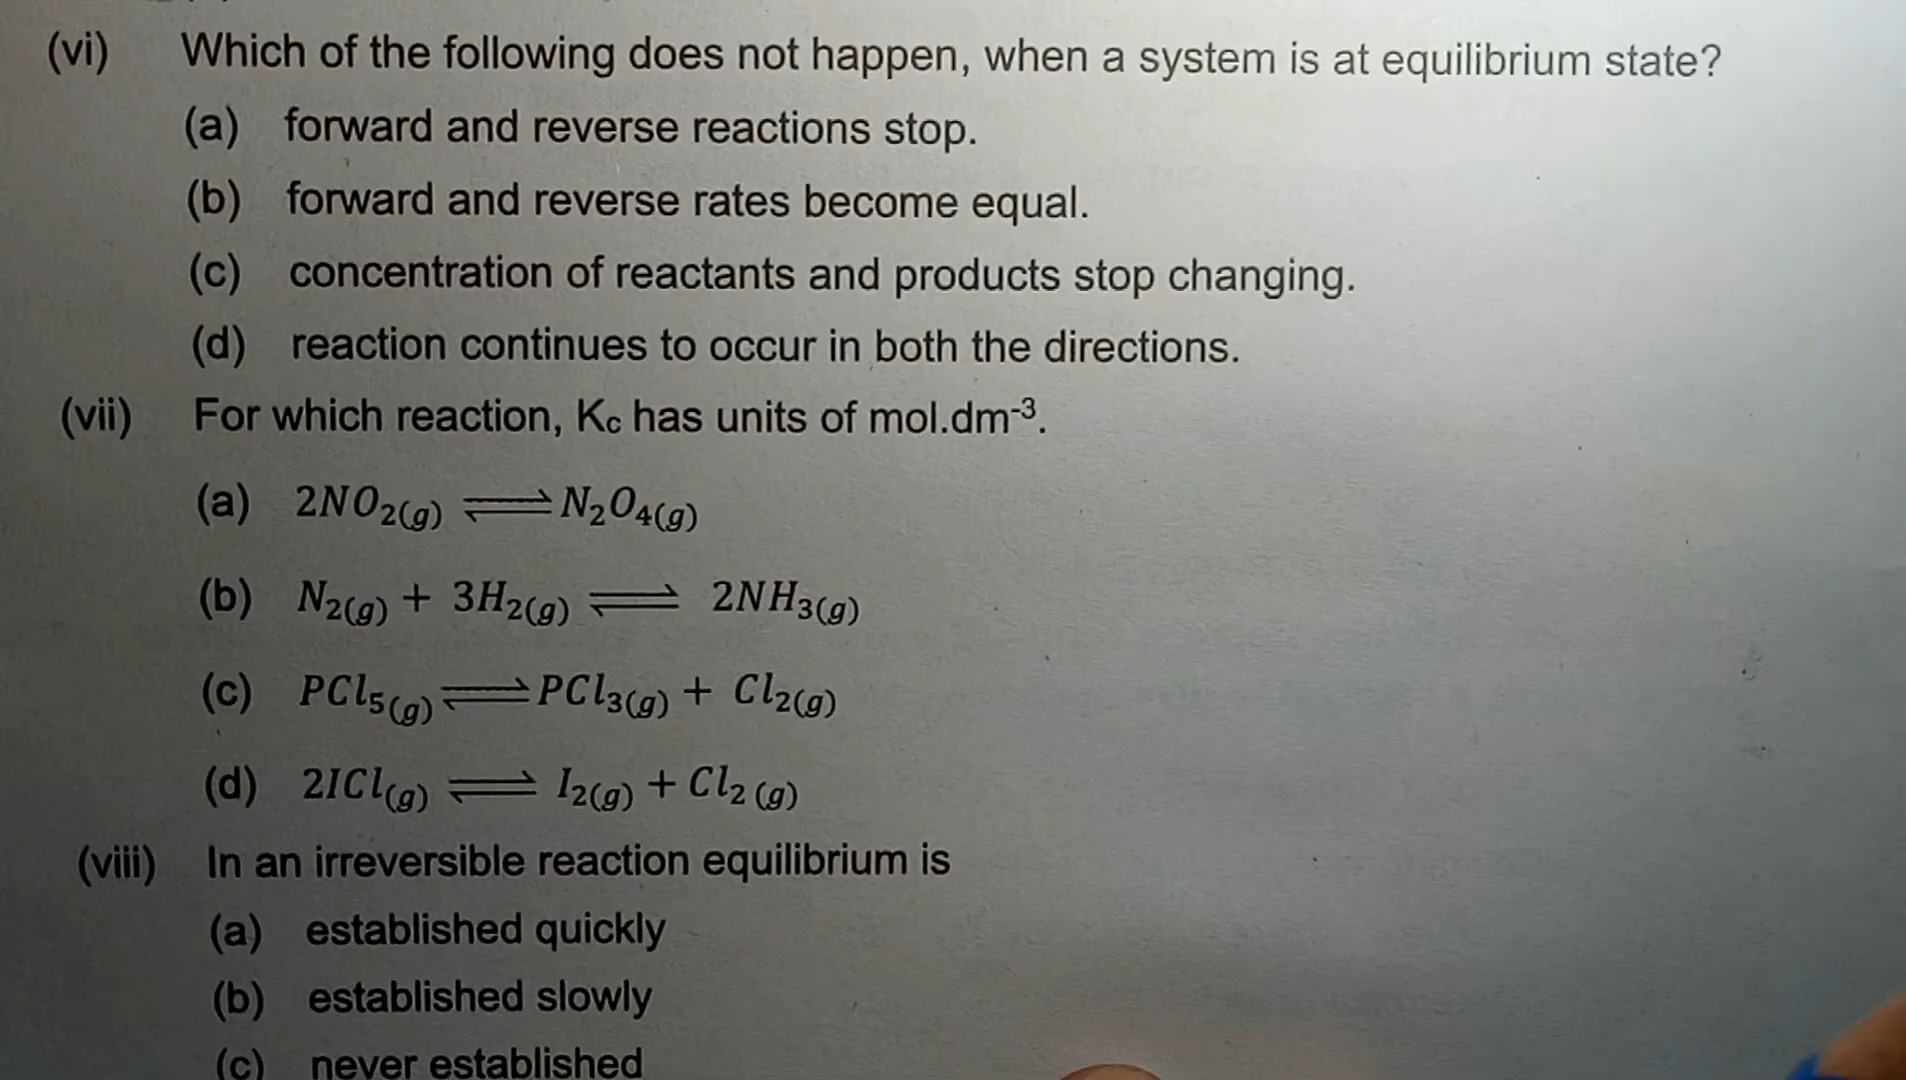 (vi) Which of the following does not happen, when a system is at equilibrium state?
(a) forward and reverse reactions stop.
(b) forward and reverse rates become equal.
(c) concentration of reactants and products stop changing.
(d) reaction continues to occur in both the directions.
(vii) For which reaction, Kc has units of mol.dm⁻³.
(a) 2NO₂(g) ⇌ N₂O₄(g)
(b) N₂(g) + 3H₂(g) ⇌ 2NH₃(g)
(c) PCl₅(g) ⇌ PCl₃(g) + Cl₂(g)
(d) 2ICl(g) ⇌ I₂(g) + Cl₂ (g)
(viii) In an irreversible reaction equilibrium is
(a) established quickly
(b) established slowly
(c) never established